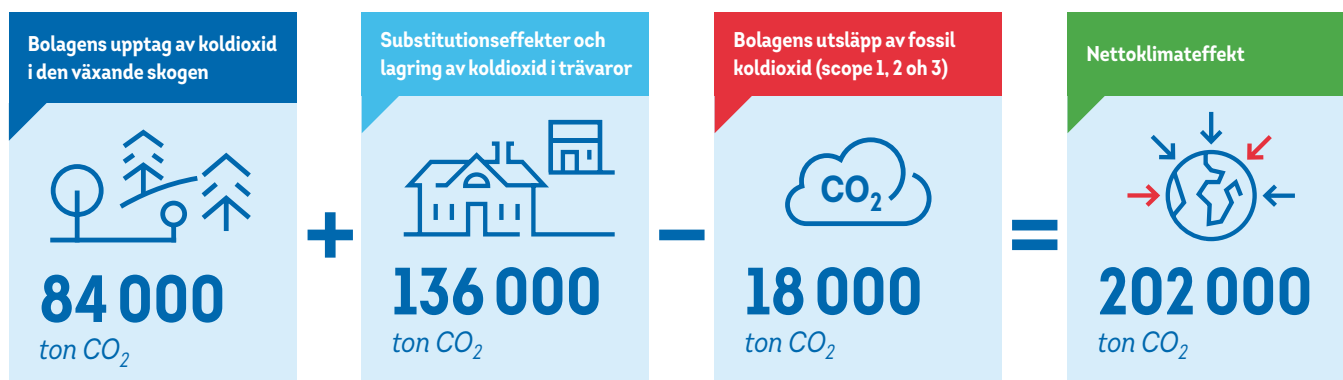 Bolagens upptag av koldioxid
i den växande skogen
84 000
ton CO₂
+
Substitutionseffekter och
lagring av koldioxid i trävaror
136 000
ton CO₂
−
Bolagens utsläpp av fossil
koldioxid (scope 1, 2 oh 3)
CO₂
18 000
ton CO₂
=
Nettoklimateffekt
202 000
ton CO₂